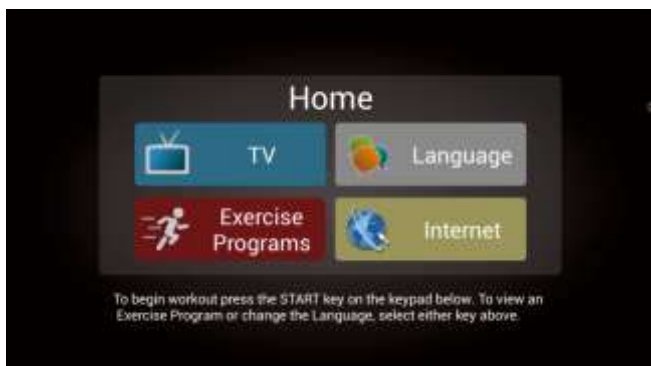 Home
TV
Language
Exercise
Programs
Internet
To begin workout press the START key on the keypad below. To view an
Exercise Program or change the Language, select either key above.